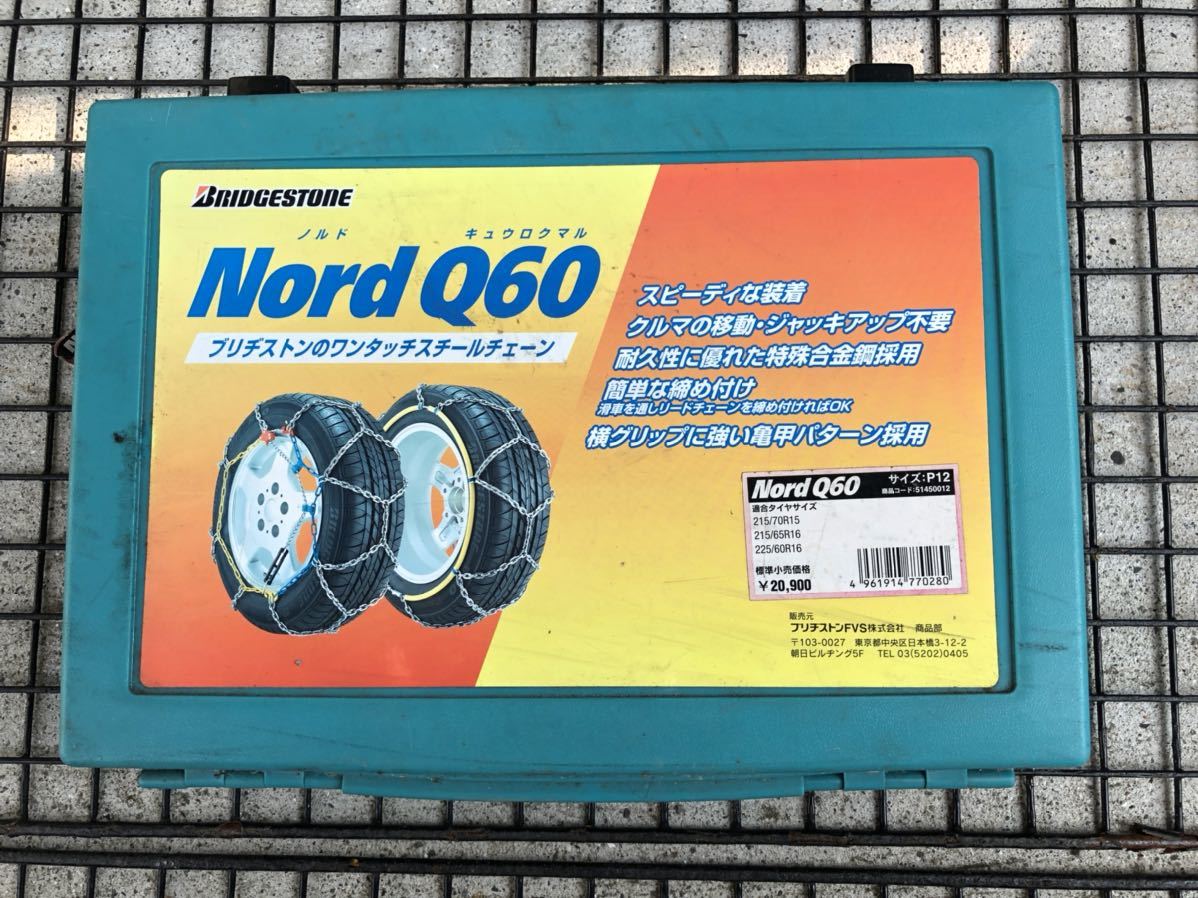 BRIDGESTONE
ノルド キュウロクマル
Nord Q60
ブリヂストンのワンタッチスチールチェーン
スピーディな装着
クルマの移動・ジャッキアップ不要
耐久性に優れた特殊合金鋼採用
簡単な締め付け
滑車を通しリードチェーンを締め付ければOK
横グリップに強い亀甲パターン採用
Nord Q60 サイズ:P12
商品コード:51450012
適合タイヤサイズ
215/70R15
215/65R16
225/60R16
標準小売価格
¥20,900
4 961914 770280
販売元
ブリヂストンFVS株式会社 商品部
〒103-0027 東京都中央区日本橋3-12-2
朝日ビルヂング5F TEL 03(5202)0405